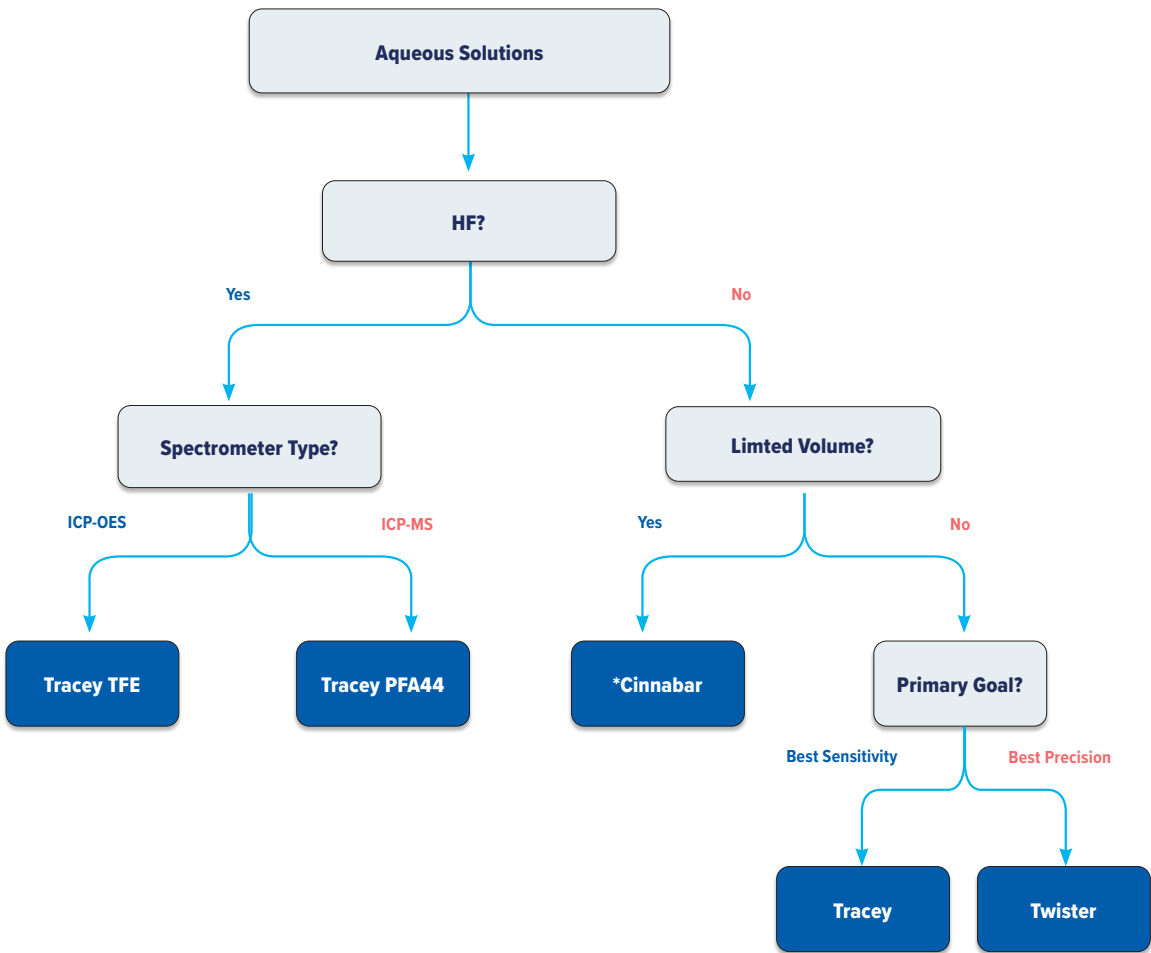 Aqueous Solutions
HF?
Yes
No
Spectrometer Type?
Limted Volume?
ICP-OES
ICP-MS
Yes
No
Tracey TFE
Tracey PFA44
*Cinnabar
Primary Goal?
Best Sensitivity
Best Precision
Tracey
Twister